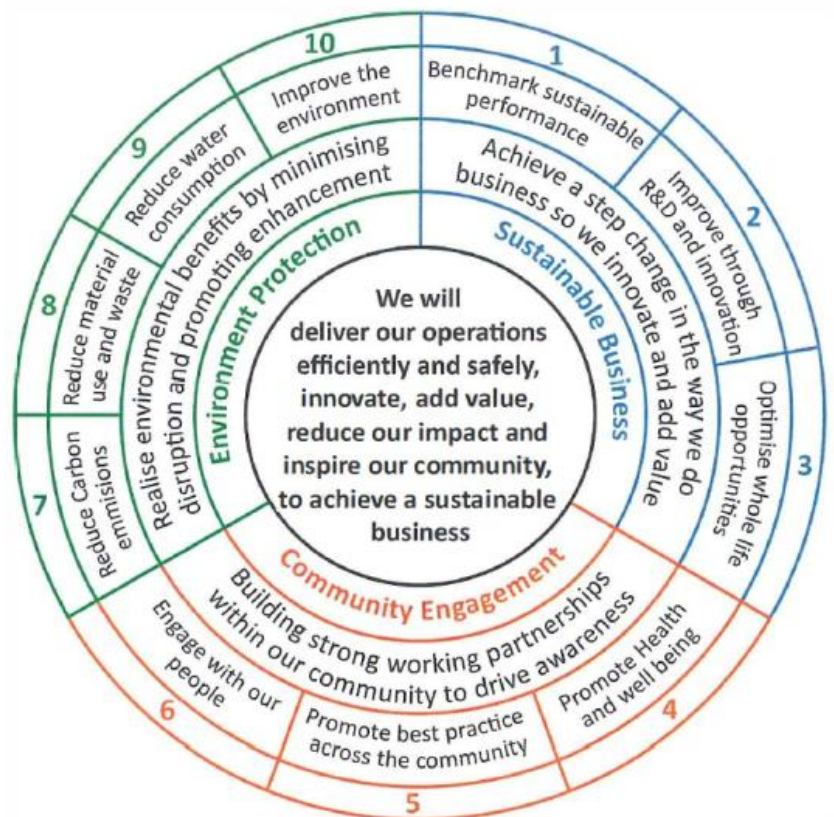 We will
deliver our operations
efficiently and safely,
innovate, add value,
reduce our impact and
inspire our community,
to achieve a sustainable
business
Sustainable Business
Achieve a step change in the way we do
business so we innovate and add value
1
Benchmark sustainable
performance
2
Improve through
R&D and innovation
3
Optimise whole life
opportunities
Community Engagement
Building strong working partnerships
within our community to drive awareness
4
Promote Health
and well being
5
Promote best practice
across the community
6
Engage with our
people
Environment Protection
Realise environmental benefits by minimising
disruption and promoting enhancement
7
Reduce Carbon
emmisions
8
Reduce material
use and waste
9
Reduce water
consumption
10
Improve the
environment